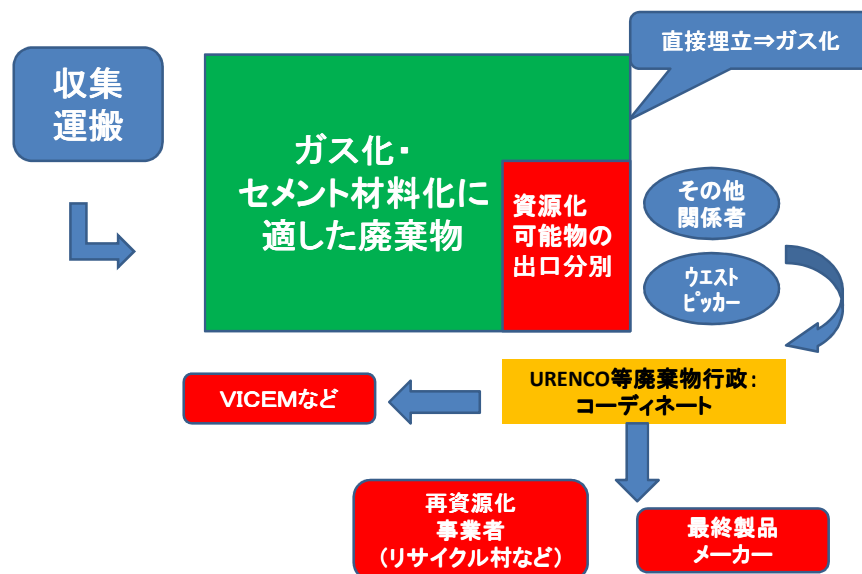 直接埋立⇒ガス化
収集
運搬
ガス化・
セメント材料化に
適した廃棄物
資源化
可能物の
出口分別
その他
関係者
ウエスト
ピッカー
URENCO等廃棄物行政:
コーディネート
VICEMなど
再資源化
事業者
(リサイクル村など)
最終製品
メーカー